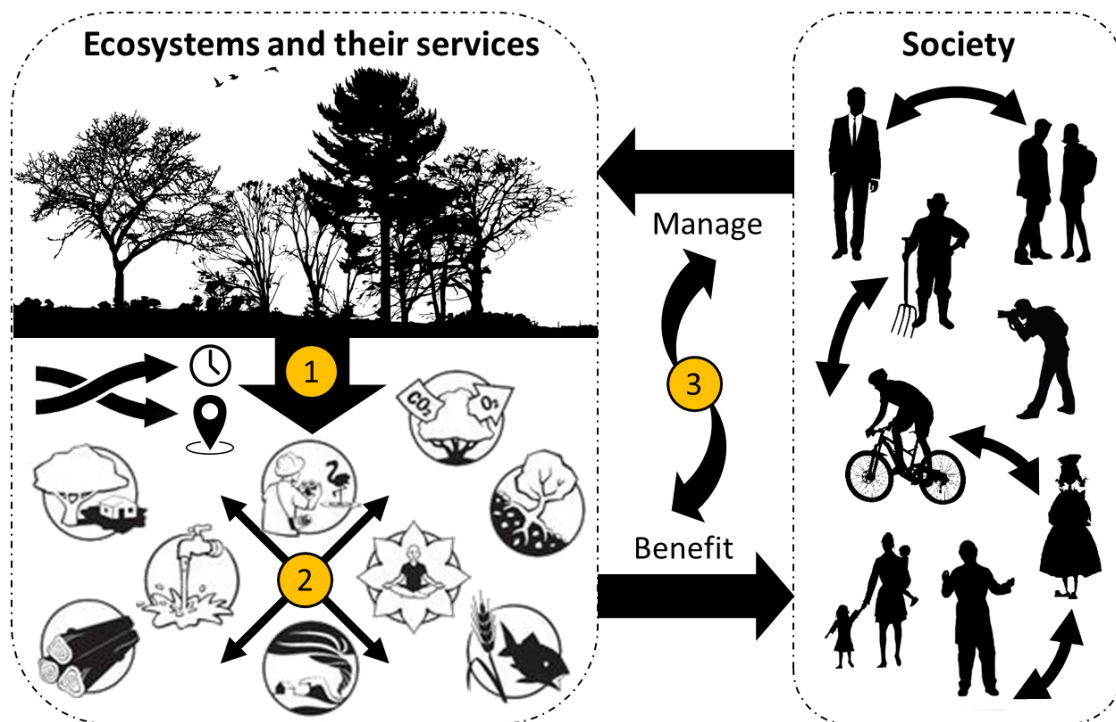 Ecosystems and their services
Society
Manage
1
CO₂
O₂
3
2
Benefit